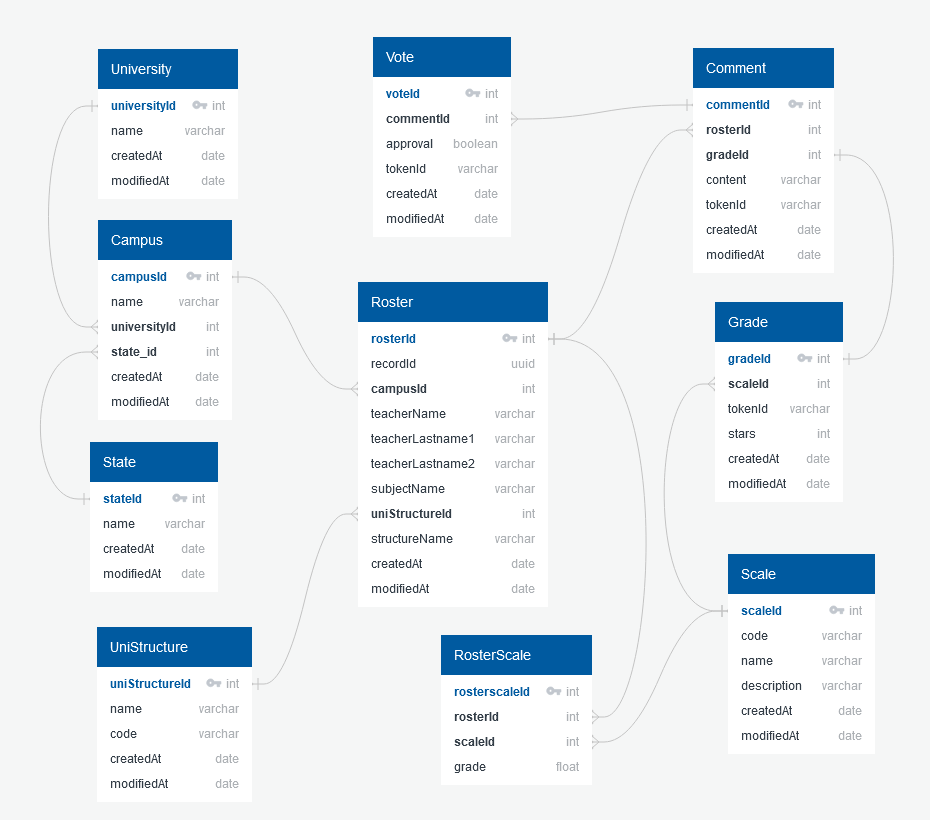 University
universityId int
name varchar
createdAt date
modifiedAt date
Campus
campusId int
name varchar
universityId int
state_id int
createdAt date
modifiedAt date
State
stateId int
name varchar
createdAt date
modifiedAt date
UniStructure
uniStructureId int
name varchar
code varchar
createdAt date
modifiedAt date
Vote
voteId int
commentId int
approval boolean
tokenId varchar
createdAt date
modifiedAt date
Roster
rosterId int
recordId uuid
campusId int
teacherName varchar
teacherLastname1 varchar
teacherLastname2 varchar
subjectName varchar
uniStructureId int
structureName varchar
createdAt date
modifiedAt date
RosterScale
rosterscaleId int
rosterId int
scaleId int
grade float
Comment
commentId int
rosterId int
gradeId int
content varchar
tokenId varchar
createdAt date
modifiedAt date
Grade
gradeId int
scaleId int
tokenId varchar
stars int
createdAt date
modifiedAt date
Scale
scaleId int
code varchar
name varchar
description varchar
createdAt date
modifiedAt date